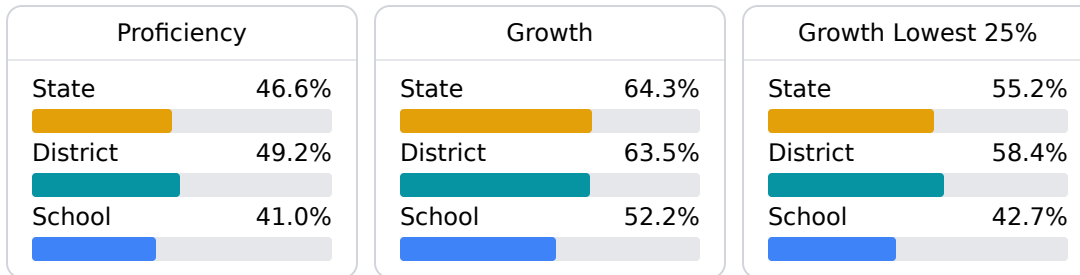 Proficiency
State 46.6%
District 49.2%
School 41.0%
Growth
State 64.3%
District 63.5%
School 52.2%
Growth Lowest 25%
State 55.2%
District 58.4%
School 42.7%